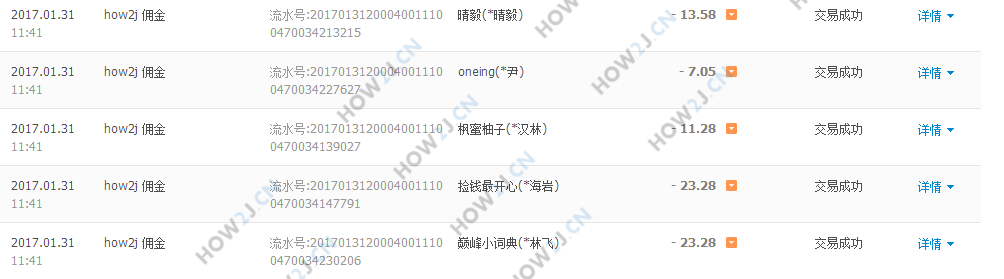 2017.01.31 how2j 佣金 流水号:2017013120004001110 晴毅(*晴毅) - 13.58 交易成功 详情
11:41 0470034213215
2017.01.31 how2j 佣金 流水号:2017013120004001110 oneing(*尹) - 7.05 交易成功 详情
11:41 0470034227627
2017.01.31 how2j 佣金 流水号:2017013120004001110 枫蜜柚子(*汉林) - 11.28 交易成功 详情
11:41 0470034139027
2017.01.31 how2j 佣金 流水号:2017013120004001110 捡钱最开心(*海岩) - 23.28 交易成功 详情
11:41 0470034147791
2017.01.31 how2j 佣金 流水号:2017013120004001110 巅峰小词典(*林飞) - 23.28 交易成功 详情
11:41 0470034230206
HOW2J.CN
HOW2J.CN
HOW2J.CN
HOW2J.CN
HOW2J.CN
HOW2J.CN
HOW2J.CN